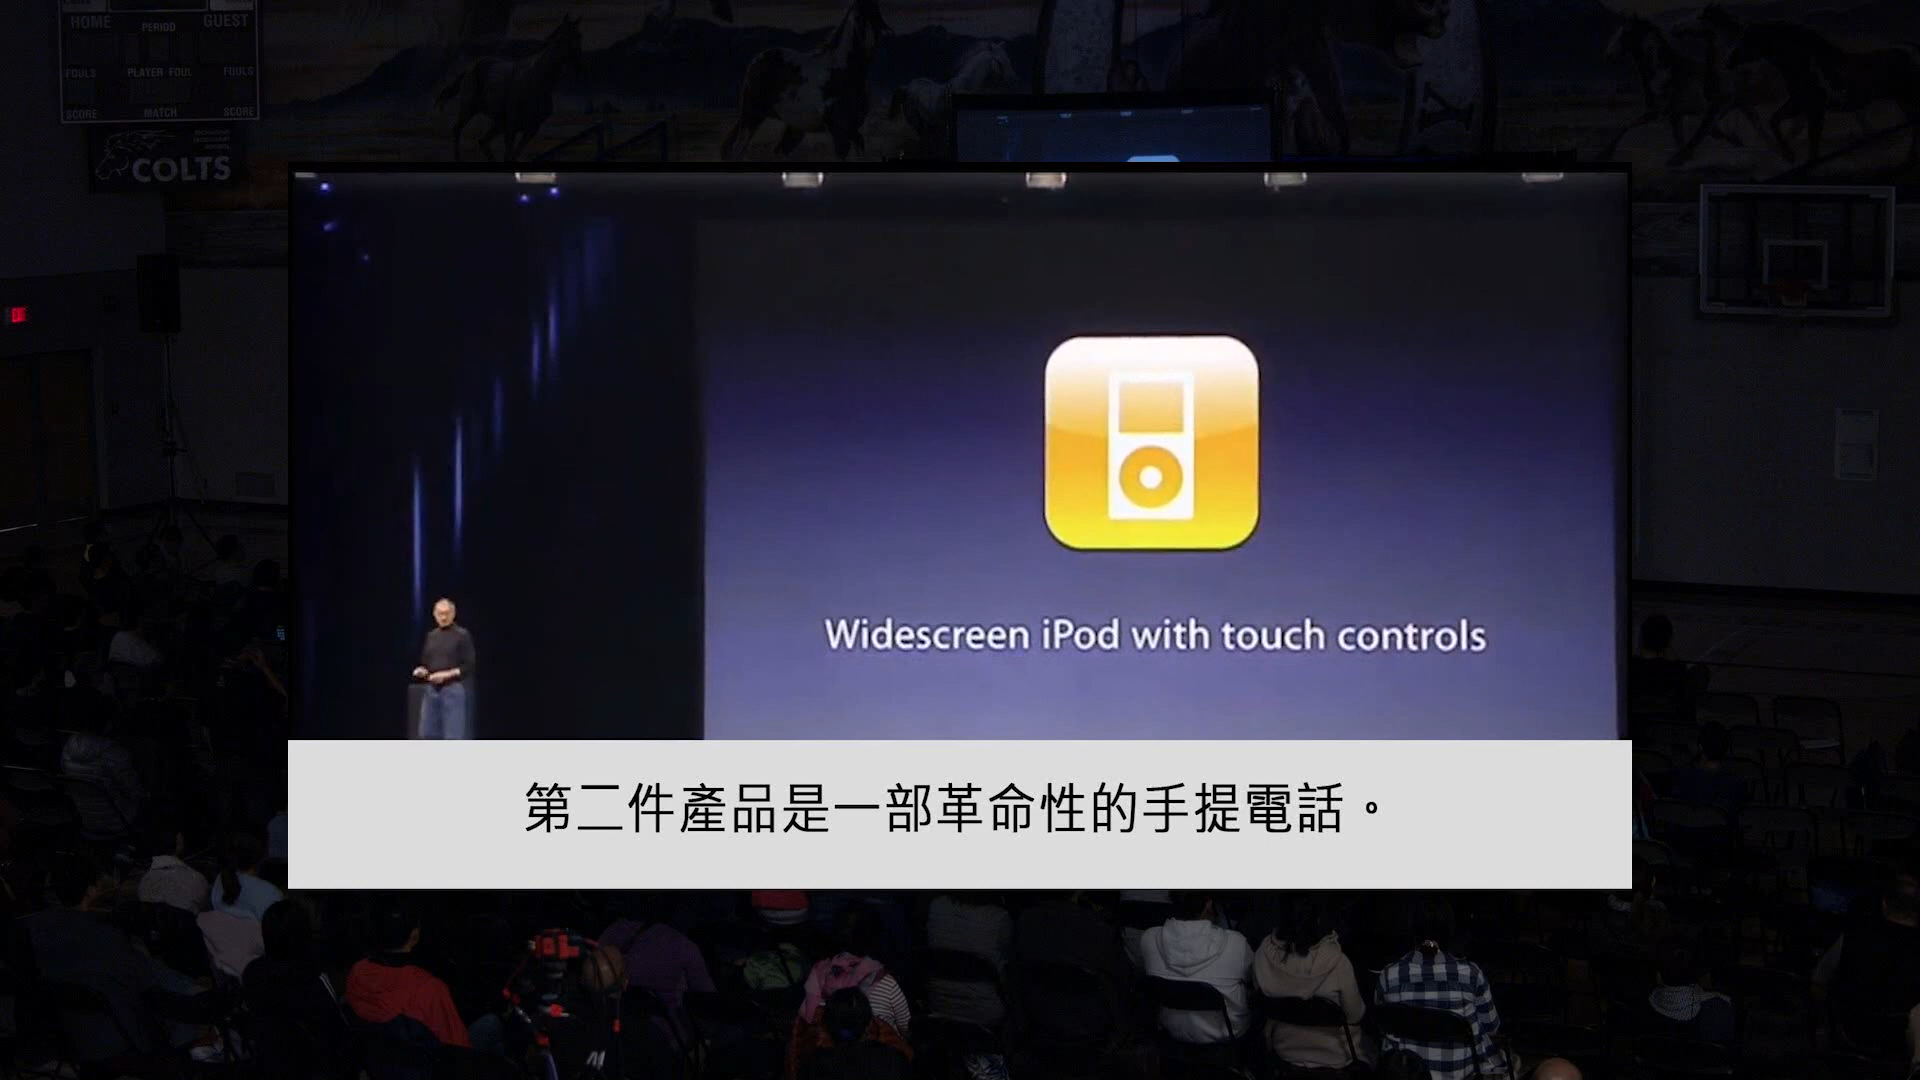 HOME
PERIOD
GUEST
FOULS
PLAYER FOUL
FOULS
SCORE
MATCH
SCORE
COLTS
Widescreen iPod with touch controls
第二件產品是一部革命性的手提電話。